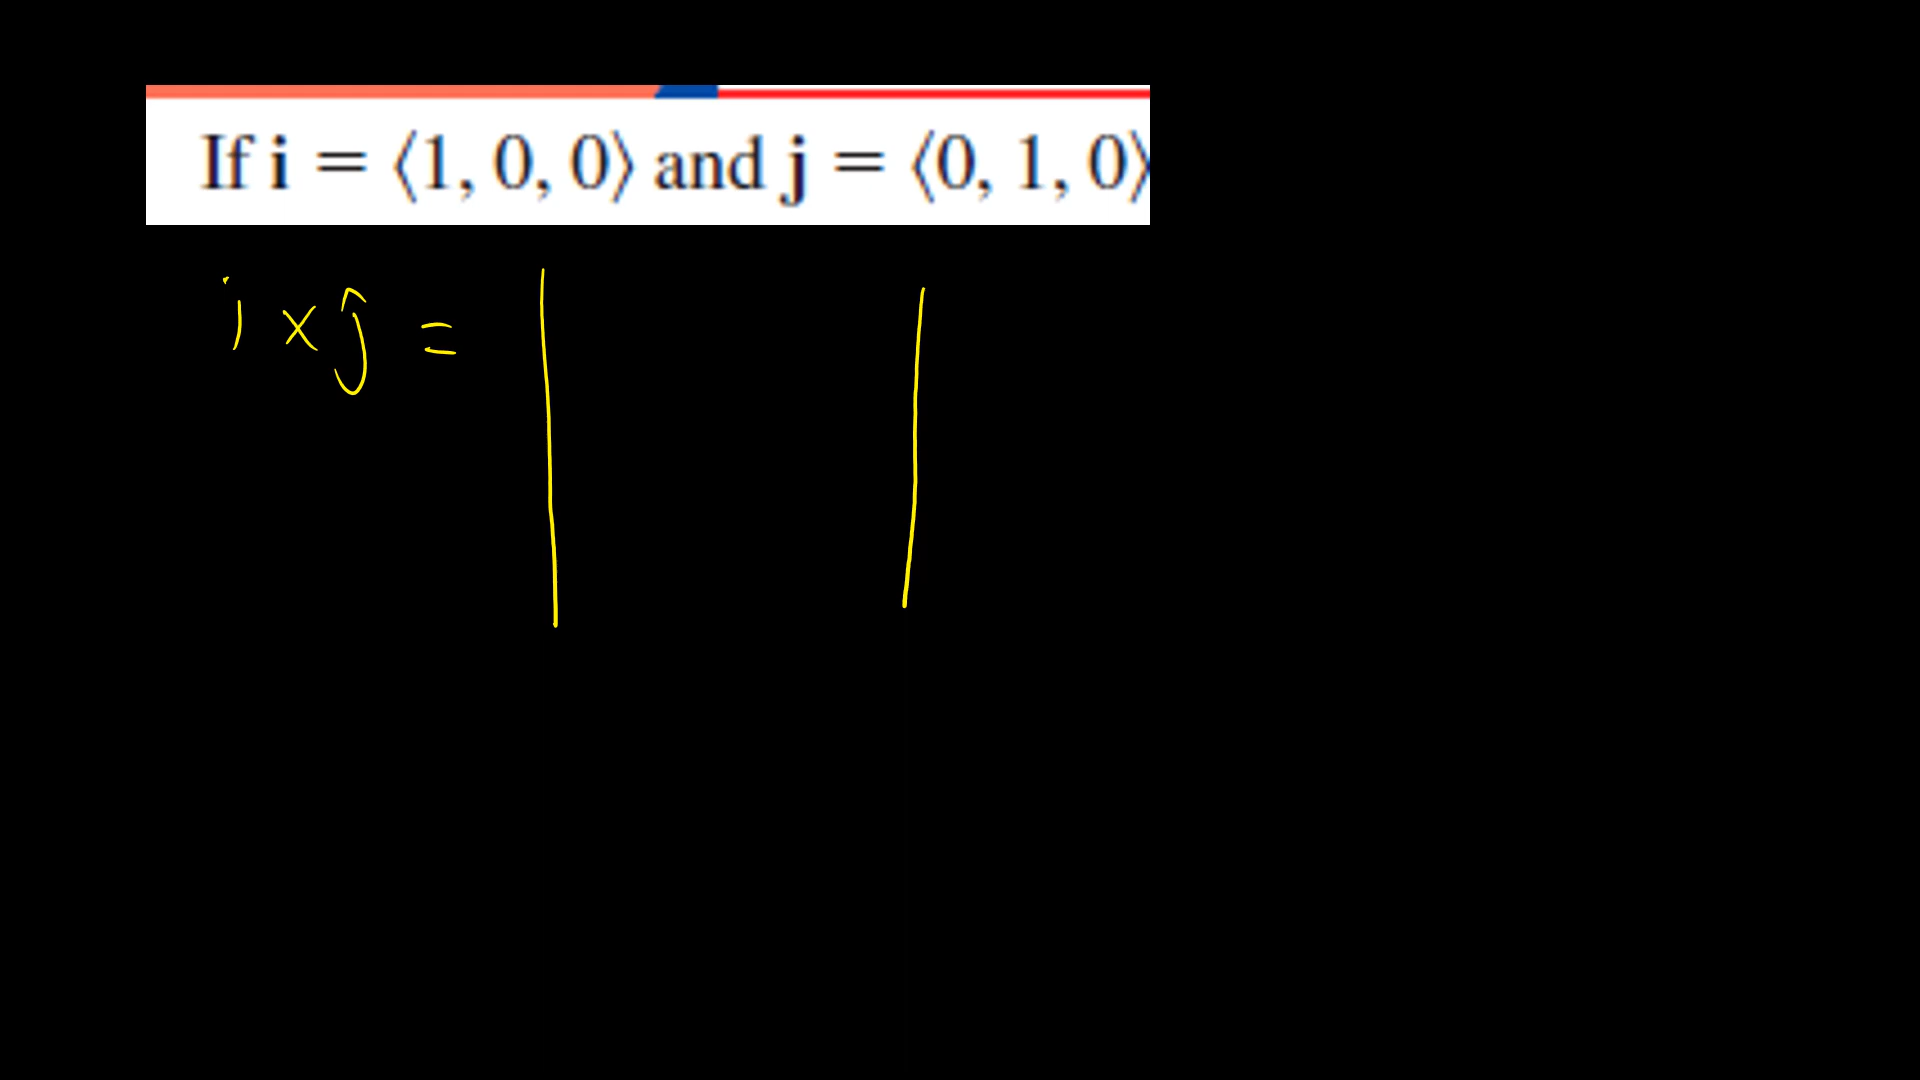 If i = ⟨1, 0, 0⟩ and j = ⟨0, 1, 0⟩
i × ĵ =